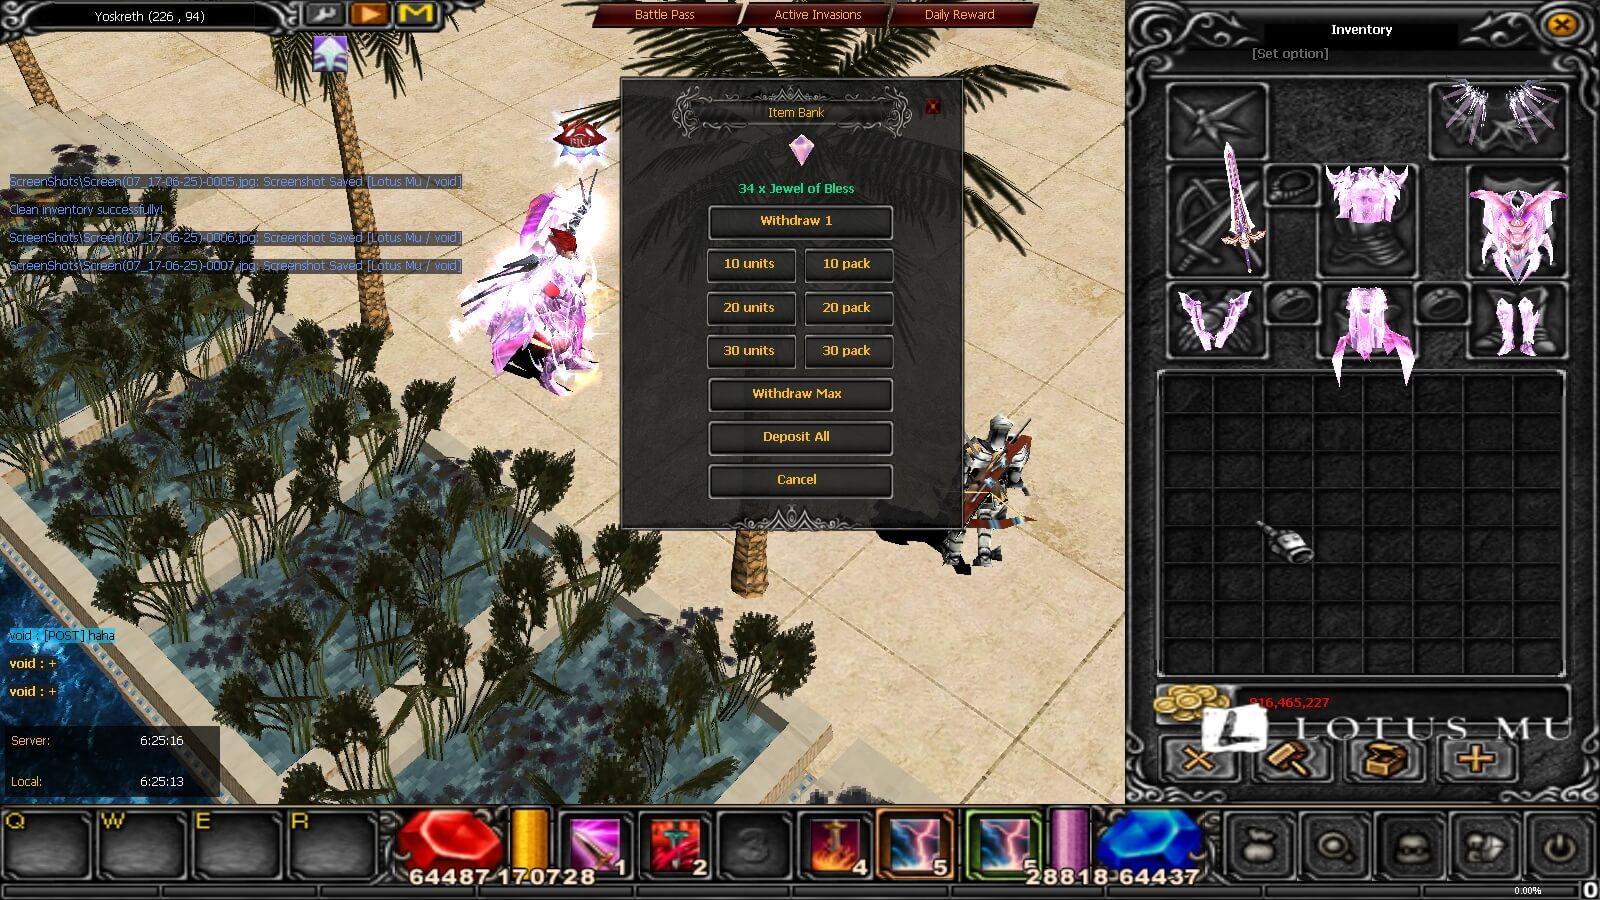 Yoskreth (226 , 94)
Battle Pass
Active Invasions
Daily Reward
Inventory
[Set option]
Item Bank
34 x Jewel of Bless
Withdraw 1
10 units
10 pack
20 units
20 pack
30 units
30 pack
Withdraw Max
Deposit All
Cancel
ScreenShots\Screen(07_17-06-25)-0005.jpg: Screenshot Saved [Lotus Mu / void]
Clean inventory successfully!
ScreenShots\Screen(07_17-06-25)-0006.jpg: Screenshot Saved [Lotus Mu / void]
ScreenShots\Screen(07_17-06-25)-0007.jpg: Screenshot Saved [Lotus Mu / void]
void : [POST] haha
void : +
void : +
Server: 6:25:16
Local: 6:25:13
916,465,227
LOTUS MU
Q W E R
1 2 3 4 5 5
64487 170728
28818 64437
0.00% 0